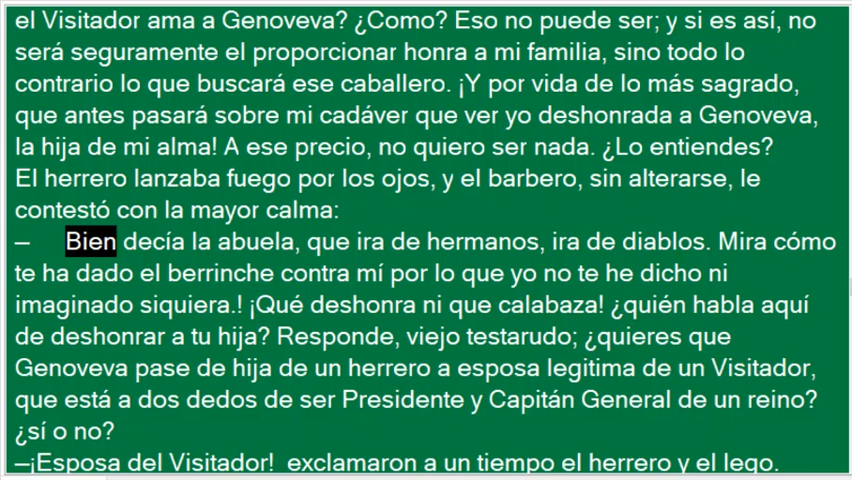 el Visitador ama a Genoveva? ¿Como? Eso no puede ser; y si es así, no
será seguramente el proporcionar honra a mi familia, sino todo lo
contrario lo que buscará ese caballero. ¡Y por vida de lo más sagrado,
que antes pasará sobre mi cadáver que ver yo deshonrada a Genoveva,
la hija de mi alma! A ese precio, no quiero ser nada. ¿Lo entiendes?
El herrero lanzaba fuego por los ojos, y el barbero, sin alterarse, le
contestó con la mayor calma:
– Bien decía la abuela, que ira de hermanos, ira de diablos. Mira cómo
te ha dado el berrinche contra mí por lo que yo no te he dicho ni
imaginado siquiera.! ¡Qué deshonra ni que calabaza! ¿quién habla aquí
de deshonrar a tu hija? Responde, viejo testarudo; ¿quieres que
Genoveva pase de hija de un herrero a esposa legitima de un Visitador,
que está a dos dedos de ser Presidente y Capitán General de un reino?
¿sí o no?
–¡Esposa del Visitador! exclamaron a un tiempo el herrero y el lego.